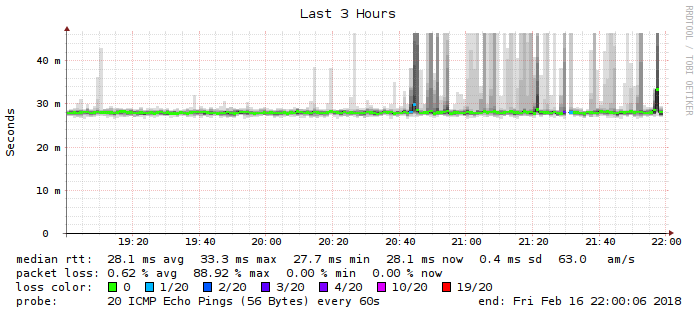 Last 3 Hours
RRDTOOL / TOBI OETIKER
Seconds
40 m
30 m
20 m
10 m
0
19:20 19:40 20:00 20:20 20:40 21:00 21:20 21:40 22:00
median rtt: 28.1 ms avg 33.3 ms max 27.7 ms min 28.1 ms now 0.4 ms sd 63.0 am/s
packet loss: 0.62 % avg 88.92 % max 0.00 % min 0.00 % now
loss color: 0 1/20 2/20 3/20 4/20 10/20 19/20
probe: 20 ICMP Echo Pings (56 Bytes) every 60s end: Fri Feb 16 22:00:06 2018